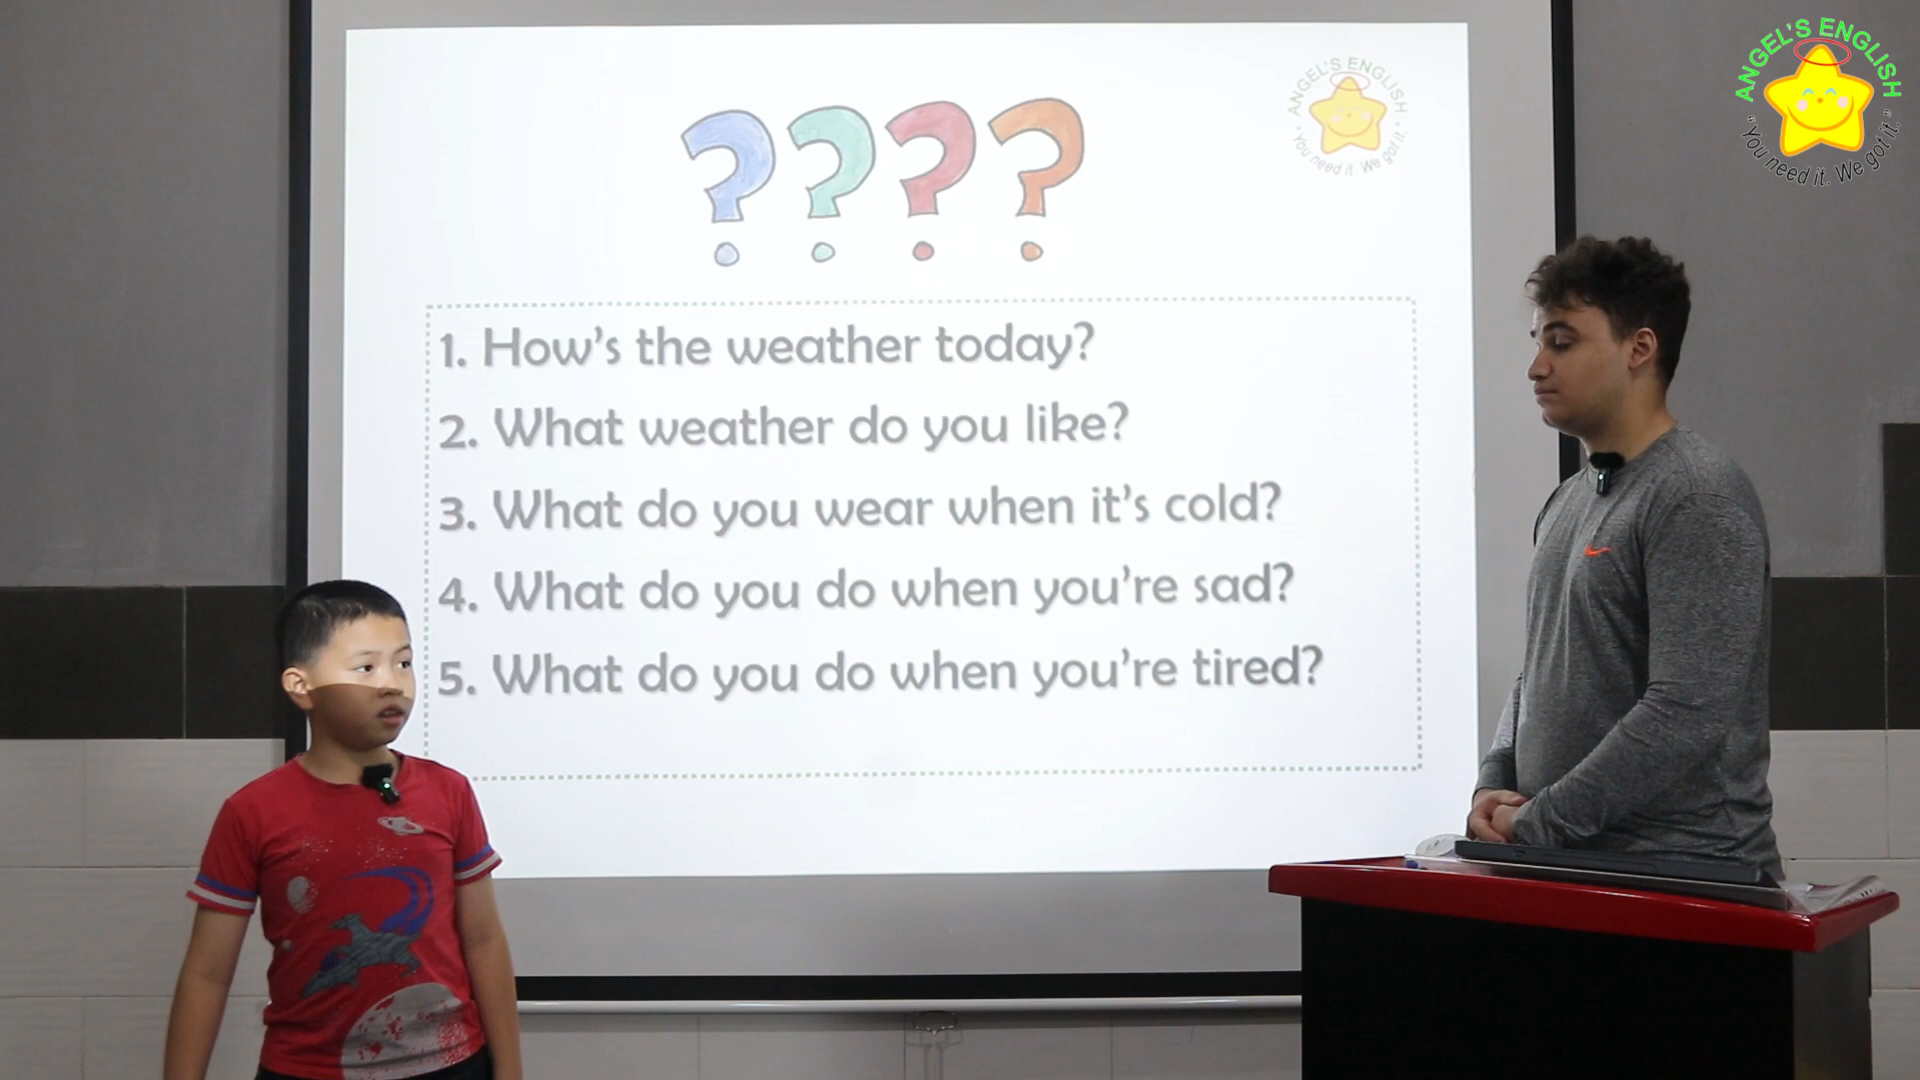 ANGEL'S ENGLISH
"You need it. We got it."
????
ANGEL'S ENGLISH
"You need it. We got it."
1. How's the weather today?
2. What weather do you like?
3. What do you wear when it's cold?
4. What do you do when you're sad?
5. What do you do when you're tired?